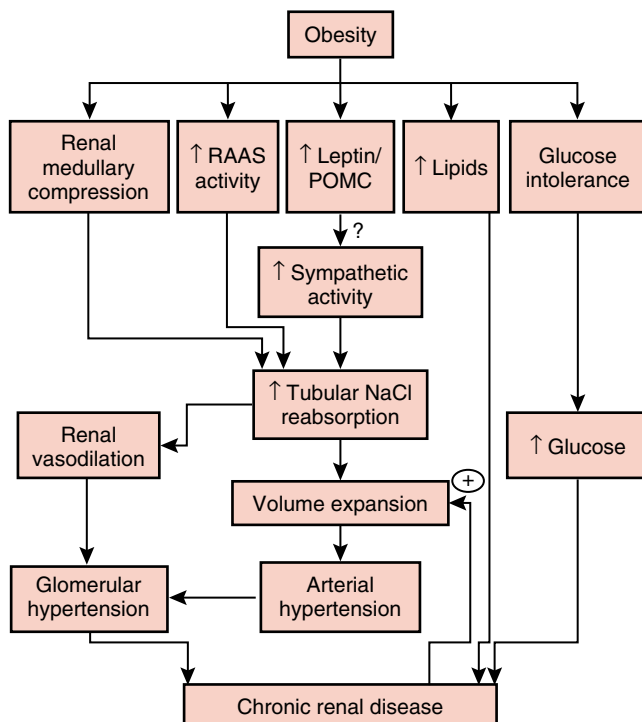 Obesity
Renal
medullary
compression
↑ RAAS
activity
↑ Leptin/
POMC
↑ Lipids
Glucose
intolerance
?
↑ Sympathetic
activity
↑ Tubular NaCl
reabsorption
Renal
vasodilation
↑ Glucose
+
Volume expansion
Glomerular
hypertension
Arterial
hypertension
Chronic renal disease